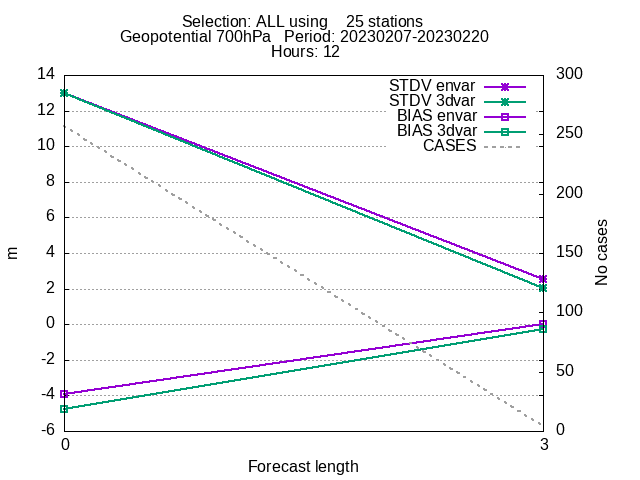 Selection: ALL using    25 stations
Geopotential 700hPa   Period: 20230207-20230220
Hours: 12
STDV envar
STDV 3dvar
BIAS envar
BIAS 3dvar
CASES
14
12
10
8
6
4
2
0
-2
-4
-6
m
300
250
200
150
100
50
0
No cases
0 3
Forecast length